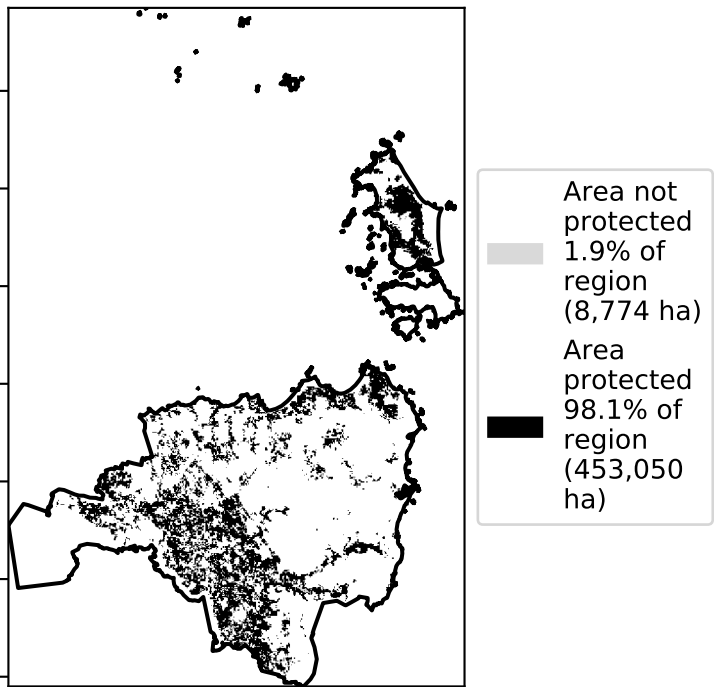 Area not
protected
1.9% of
region
(8,774 ha)
Area
protected
98.1% of
region
(453,050
ha)